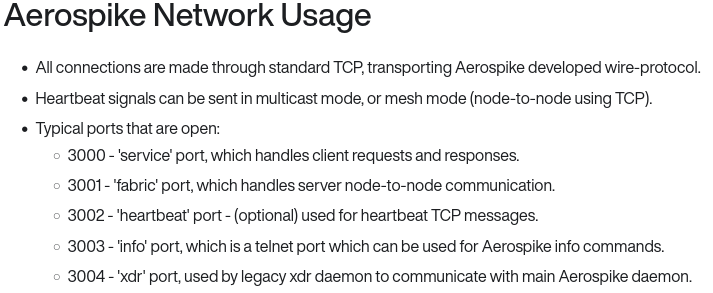 Aerospike Network Usage
• All connections are made through standard TCP, transporting Aerospike developed wire-protocol.
• Heartbeat signals can be sent in multicast mode, or mesh mode (node-to-node using TCP).
• Typical ports that are open:
○ 3000 - 'service' port, which handles client requests and responses.
○ 3001 - 'fabric' port, which handles server node-to-node communication.
○ 3002 - 'heartbeat' port - (optional) used for heartbeat TCP messages.
○ 3003 - 'info' port, which is a telnet port which can be used for Aerospike info commands.
○ 3004 - 'xdr' port, used by legacy xdr daemon to communicate with main Aerospike daemon.